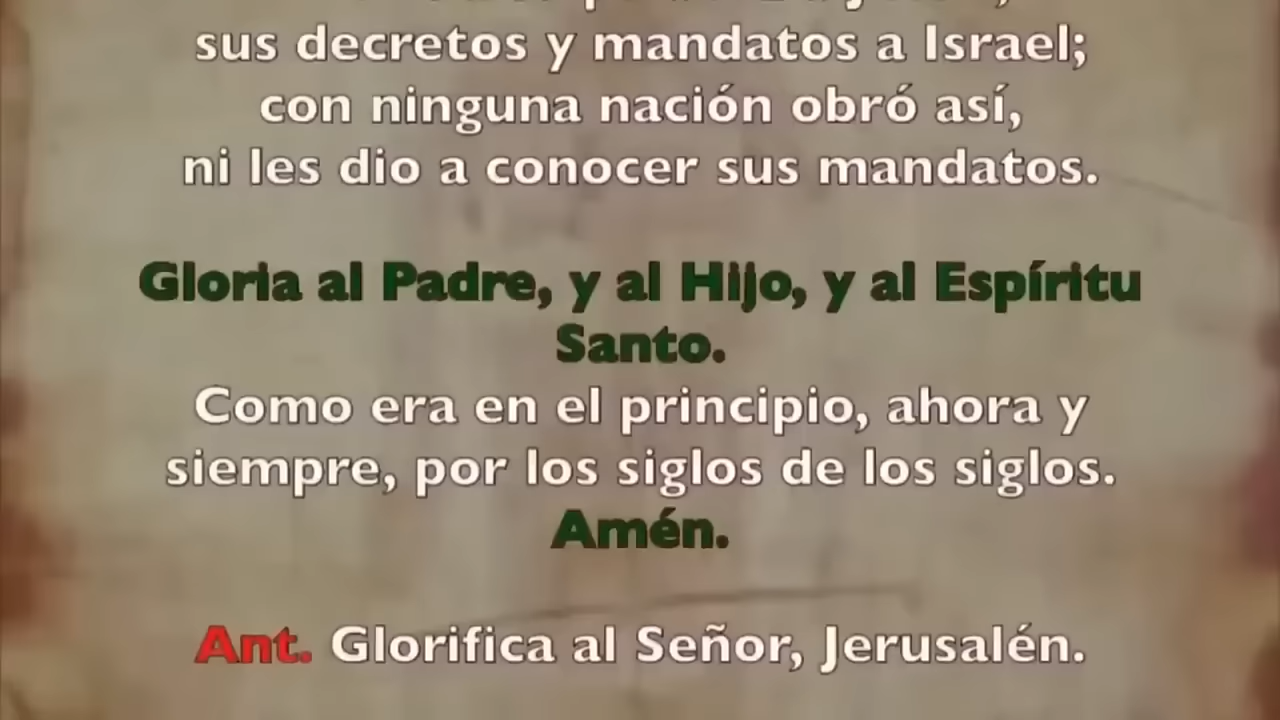 sus decretos y mandatos a Israel;
con ninguna nación obró así,
ni les dio a conocer sus mandatos.
Gloria al Padre, y al Hijo, y al Espíritu
Santo.
Como era en el principio, ahora y
siempre, por los siglos de los siglos.
Amén.
Ant. Glorifica al Señor, Jerusalén.